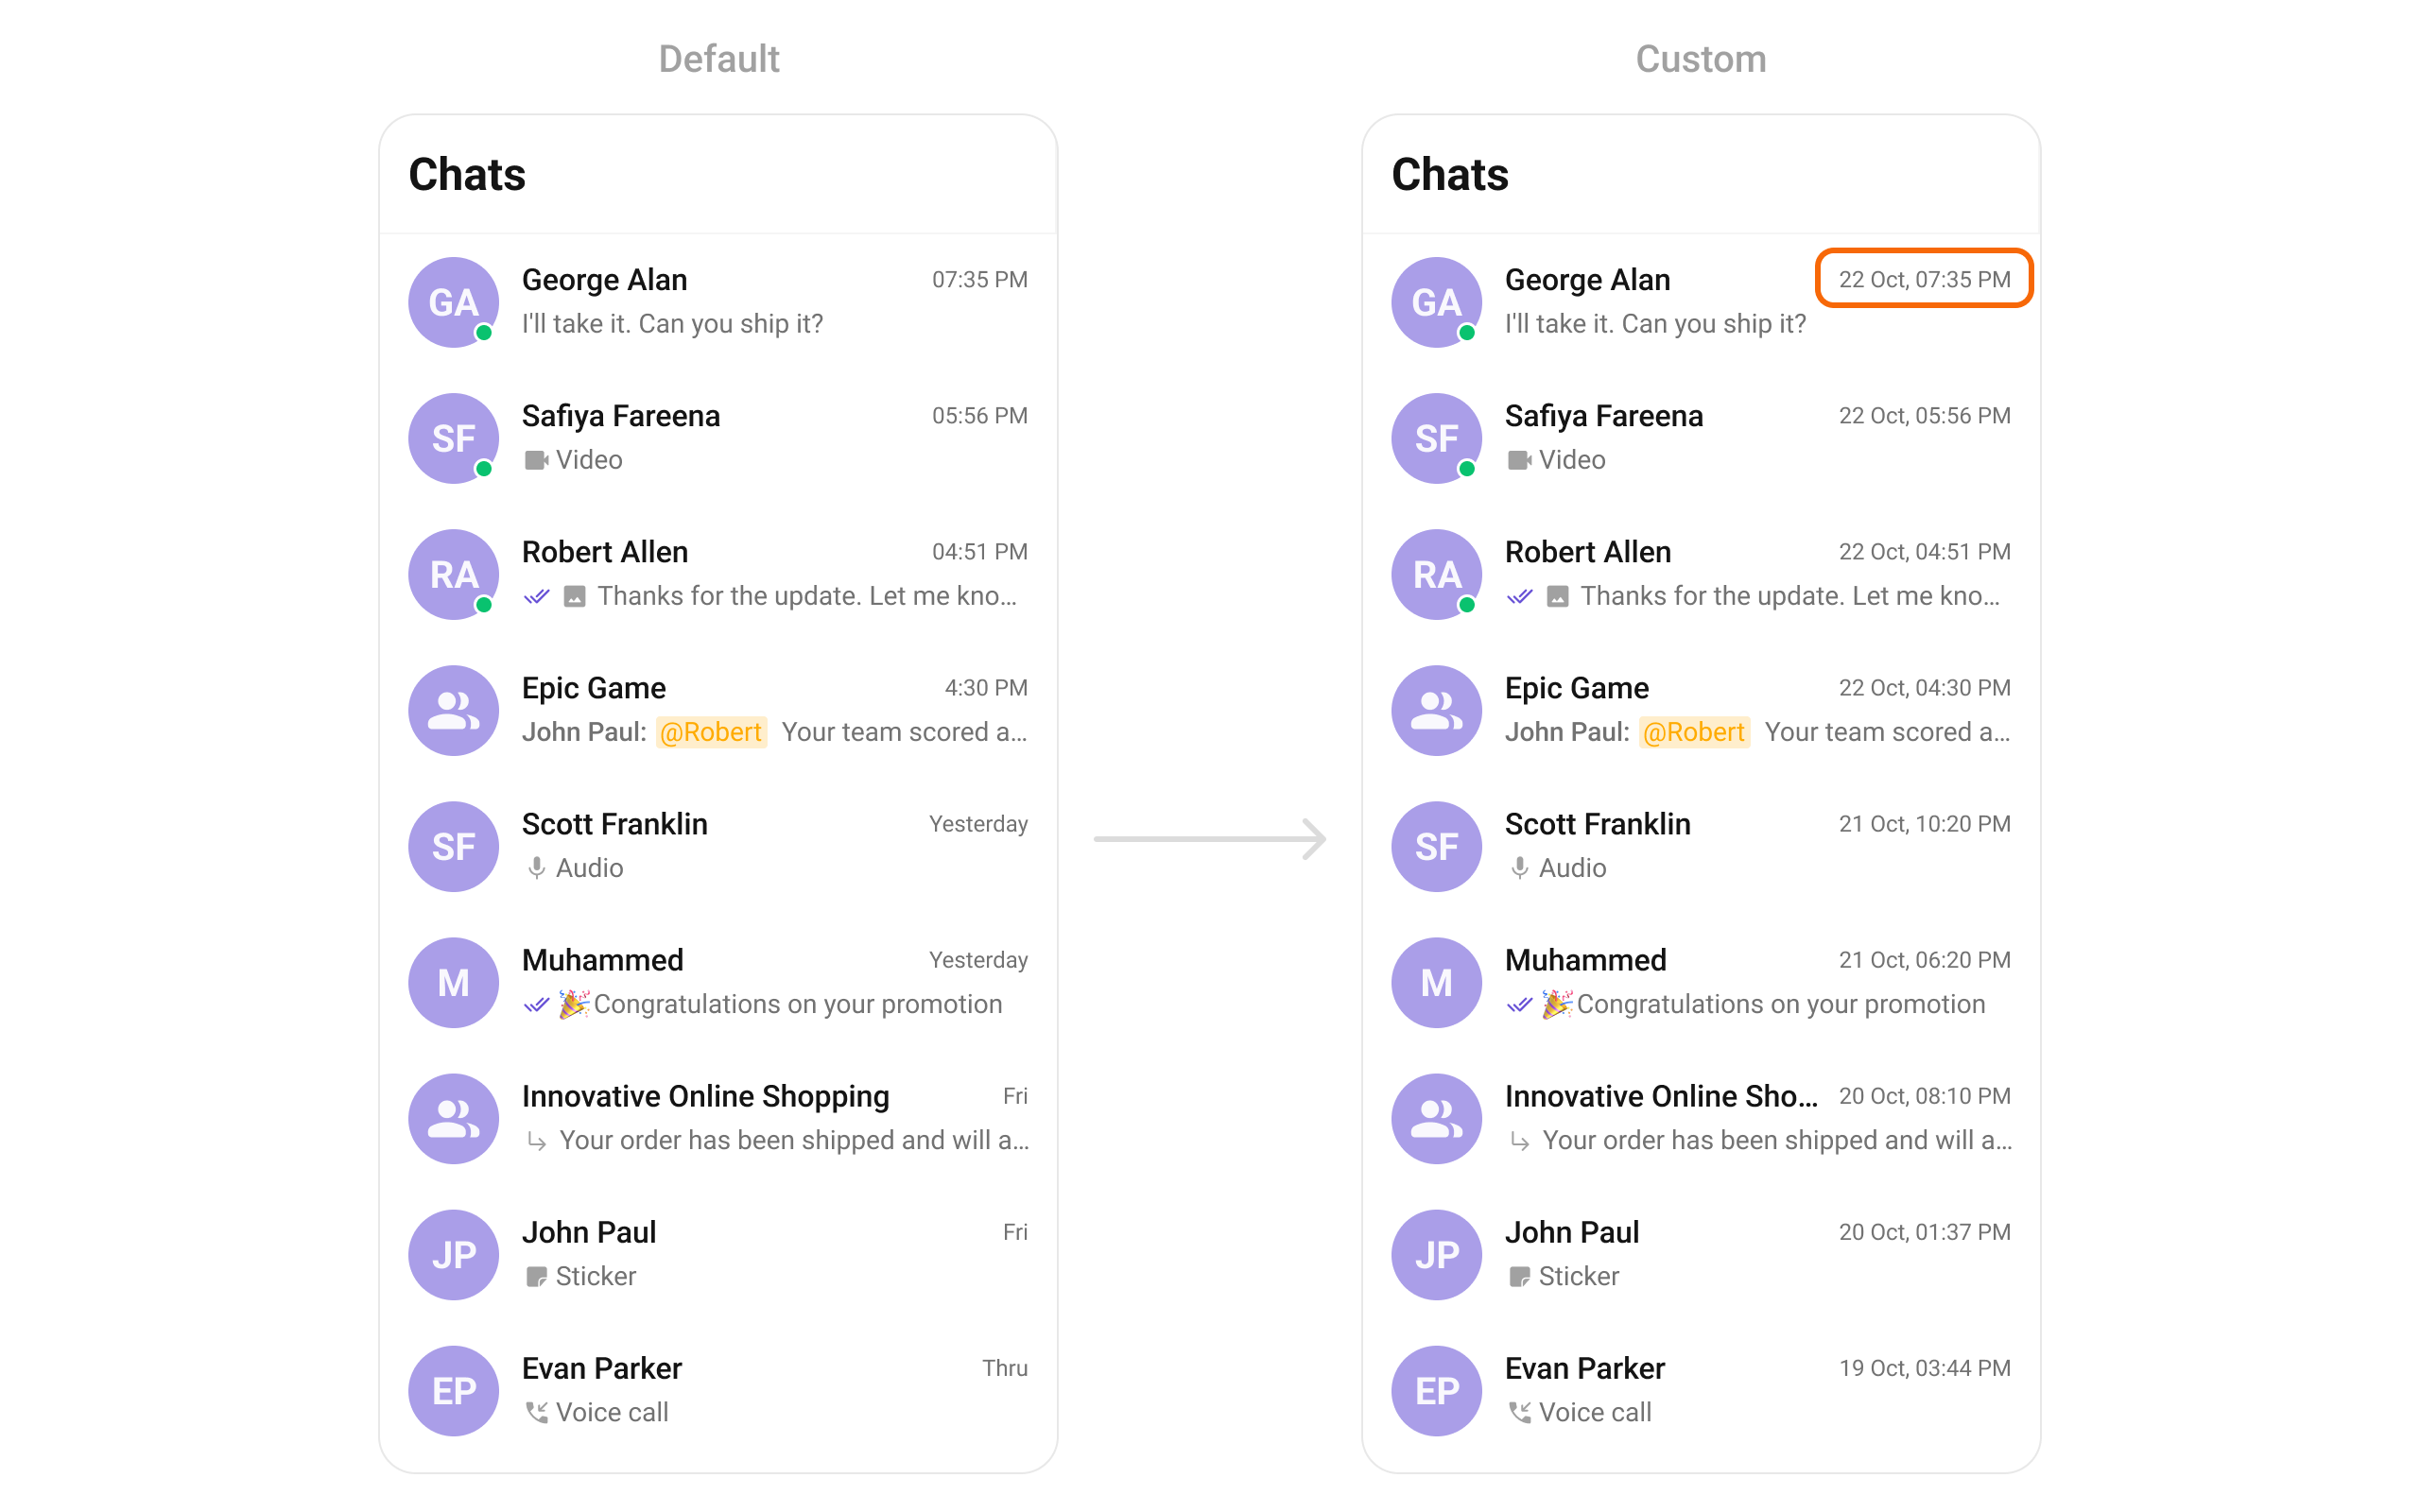 Default
Chats
GA
George Alan 07:35 PM
I'll take it. Can you ship it?
SF
Safiya Fareena 05:56 PM
Video
RA
Robert Allen 04:51 PM
Thanks for the update. Let me kno...
Epic Game 4:30 PM
John Paul: @Robert Your team scored a...
SF
Scott Franklin Yesterday
Audio
M
Muhammed Yesterday
🎉Congratulations on your promotion
Innovative Online Shopping Fri
Your order has been shipped and will a...
JP
John Paul Fri
Sticker
EP
Evan Parker Thru
Voice call
Custom
Chats
GA
George Alan 22 Oct, 07:35 PM
I'll take it. Can you ship it?
SF
Safiya Fareena 22 Oct, 05:56 PM
Video
RA
Robert Allen 22 Oct, 04:51 PM
Thanks for the update. Let me kno...
Epic Game 22 Oct, 04:30 PM
John Paul: @Robert Your team scored a...
SF
Scott Franklin 21 Oct, 10:20 PM
Audio
M
Muhammed 21 Oct, 06:20 PM
🎉Congratulations on your promotion
Innovative Online Sho... 20 Oct, 08:10 PM
Your order has been shipped and will a...
JP
John Paul 20 Oct, 01:37 PM
Sticker
EP
Evan Parker 19 Oct, 03:44 PM
Voice call